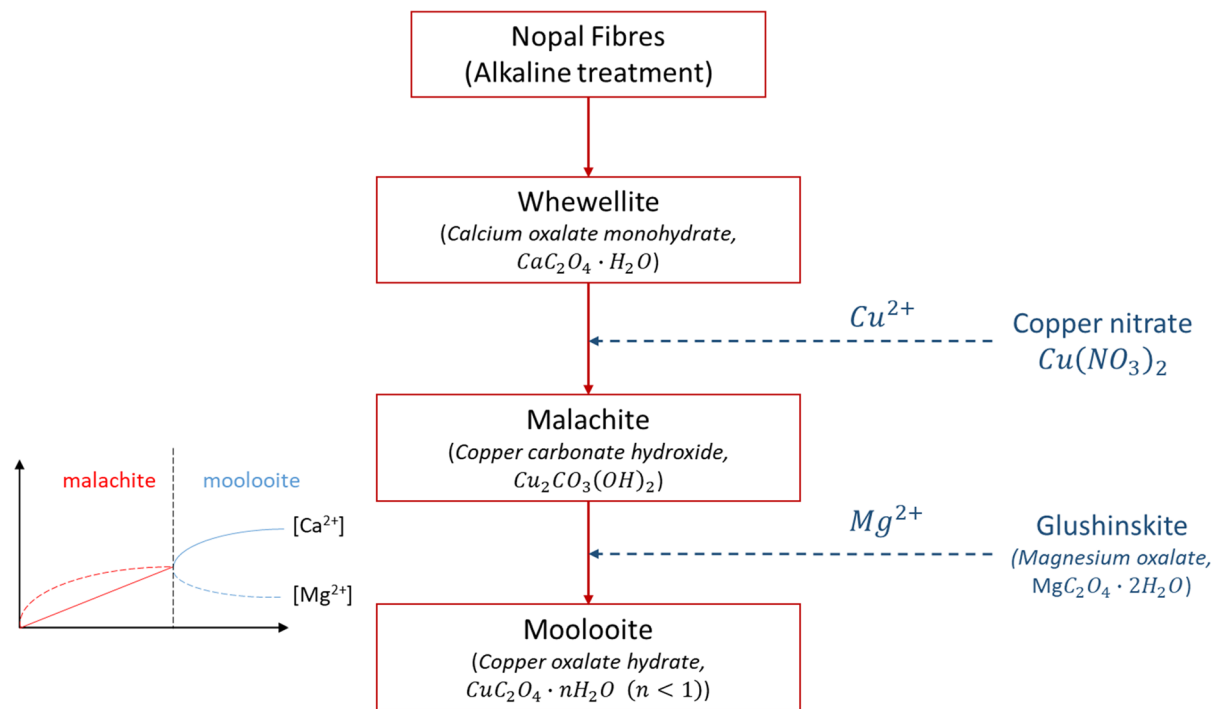 Nopal Fibres
(Alkaline treatment)
Whewellite
(Calcium oxalate monohydrate,
CaC₂O₄ · H₂O)
Cu²⁺
Copper nitrate
Cu(NO₃)₂
Malachite
(Copper carbonate hydroxide,
Cu₂CO₃(OH)₂)
malachite
moolooite
[Ca²⁺]
[Mg²⁺]
Mg²⁺
Glushinskite
(Magnesium oxalate,
MgC₂O₄ · 2H₂O)
Moolooite
(Copper oxalate hydrate,
CuC₂O₄ · nH₂O (n < 1))